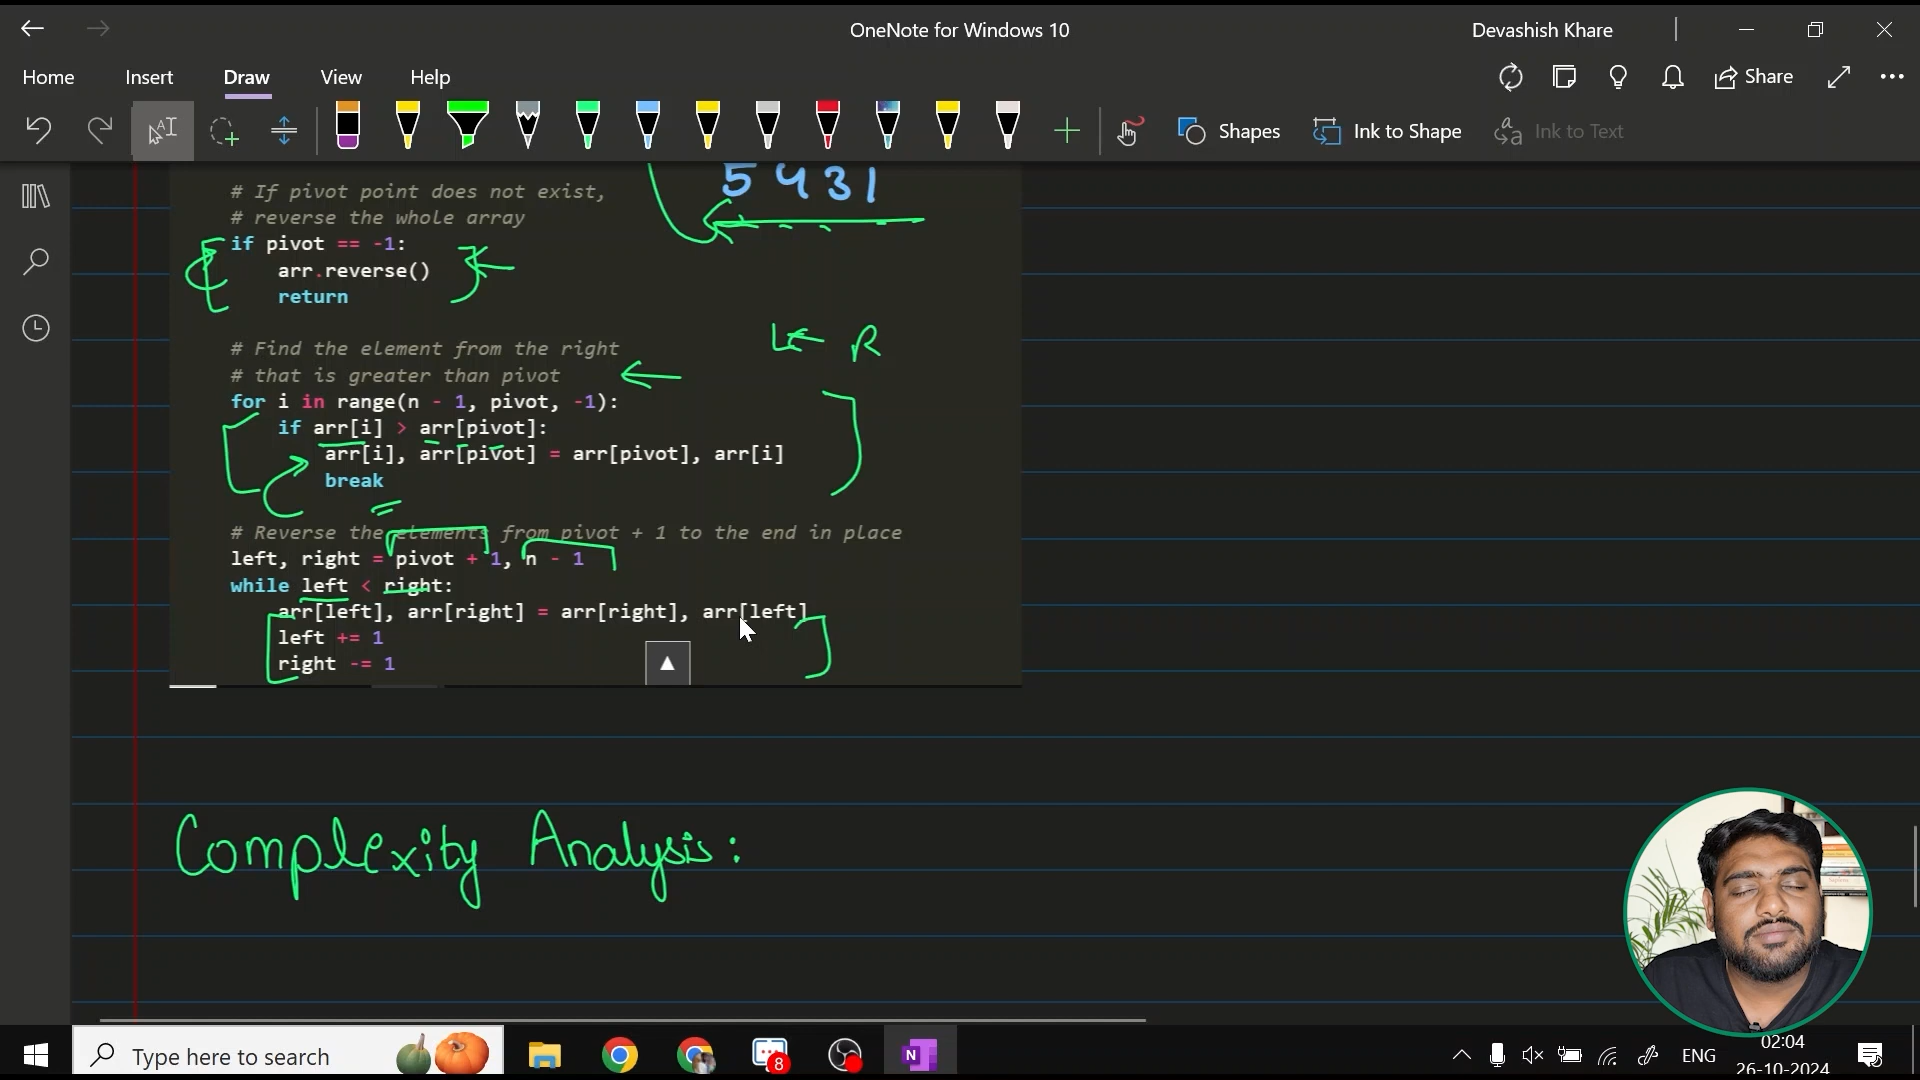 OneNote for Windows 10
Devashish Khare
Home Insert Draw View Help
Share
Shapes
Ink to Shape
Ink to Text
5 4 3 1
# If pivot point does not exist,
# reverse the whole array
if pivot == -1:
arr.reverse()
return
L ← R
# Find the element from the right
# that is greater than pivot
for i in range(n - 1, pivot, -1):
if arr[i] > arr[pivot]:
arr[i], arr[pivot] = arr[pivot], arr[i]
break
# Reverse the elements from pivot + 1 to the end in place
left, right = pivot + 1, n - 1
while left < right:
arr[left], arr[right] = arr[right], arr[left]
left += 1
right -= 1
Complexity Analysis:
Type here to search
8
N
ENG
02:04
26-10-2024